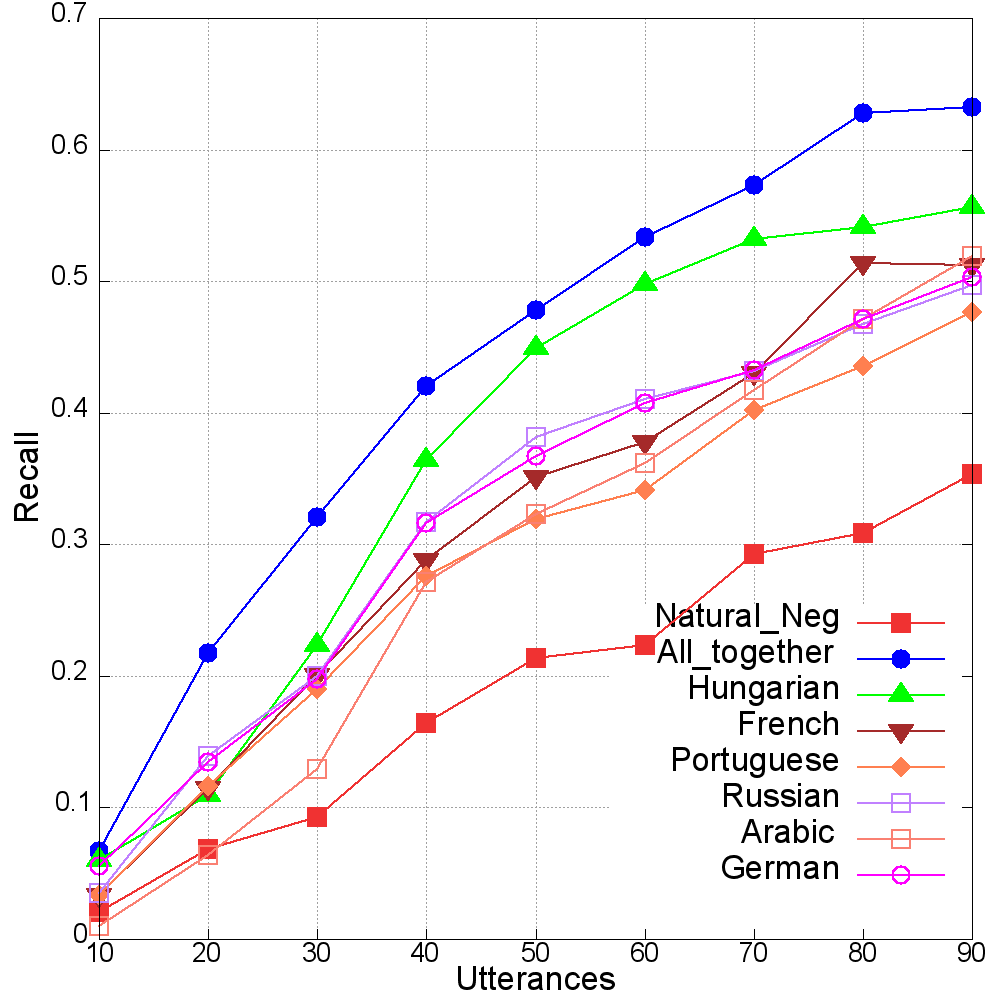 0.7
0.6
0.5
0.4
0.3
0.2
0.1
0
Recall
10 20 30 40 50 60 70 80 90
Utterances
Natural_Neg
All_together
Hungarian
French
Portuguese
Russian
Arabic
German